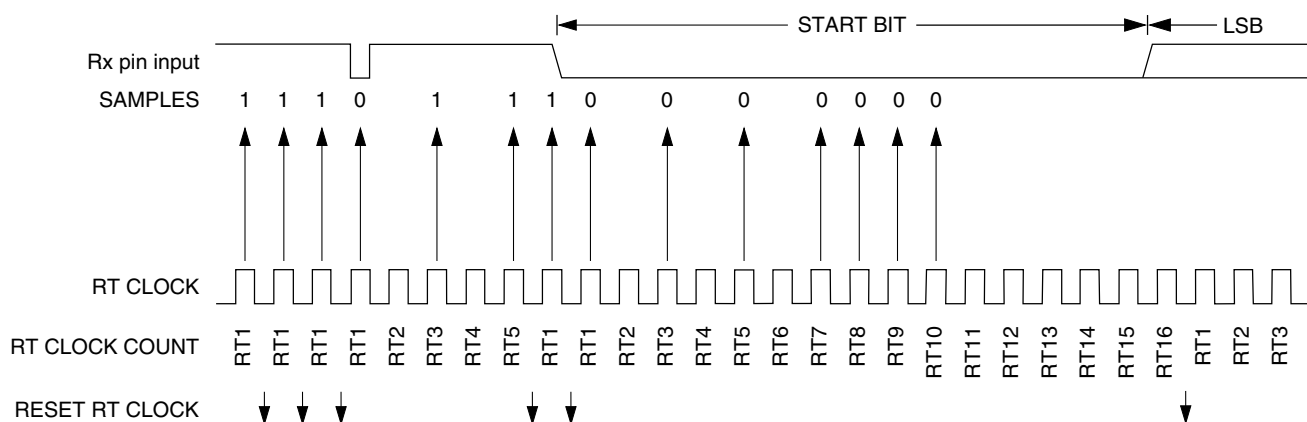 START BIT LSB
Rx pin input
SAMPLES 1 1 1 0 1 1 1 0 0 0 0 0 0 0
RT CLOCK
RT CLOCK COUNT RT1 RT1 RT1 RT1 RT2 RT3 RT4 RT5 RT1 RT1 RT2 RT3 RT4 RT5 RT6 RT7 RT8 RT9 RT10 RT11 RT12 RT13 RT14 RT15 RT16 RT1 RT2 RT3
RESET RT CLOCK